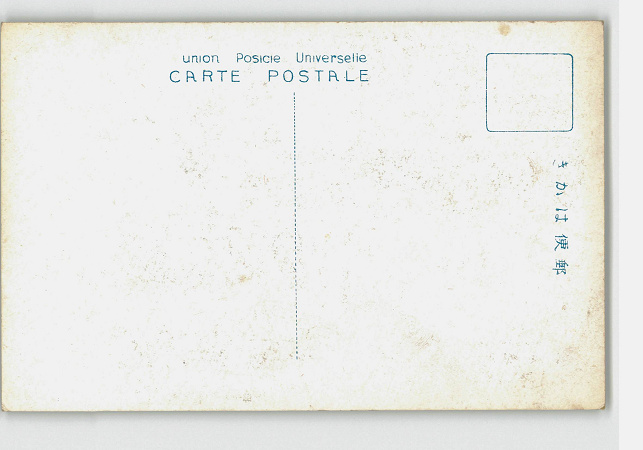 union Posicie Universelie
CARTE POSTALE
きかは便郵